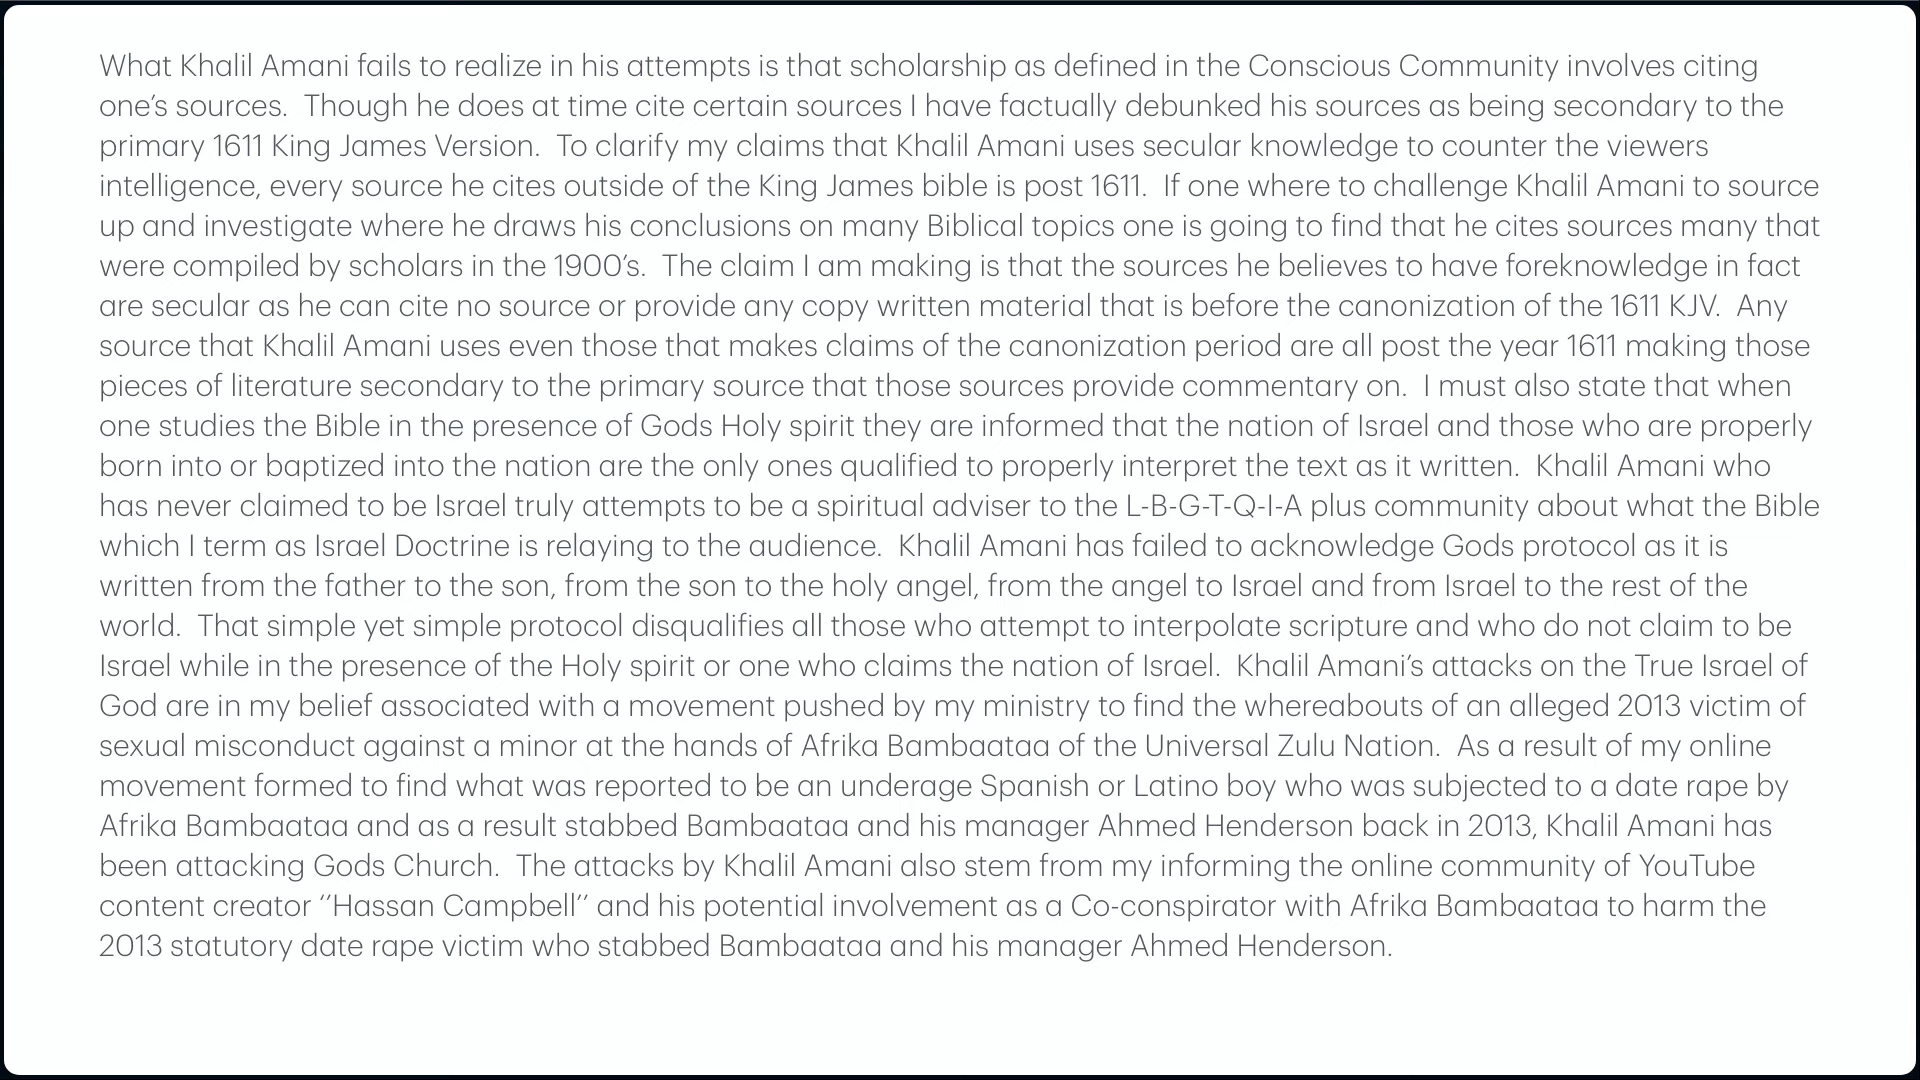 What Khalil Amani fails to realize in his attempts is that scholarship as defined in the Conscious Community involves citing
one’s sources.  Though he does at time cite certain sources I have factually debunked his sources as being secondary to the
primary 1611 King James Version.  To clarify my claims that Khalil Amani uses secular knowledge to counter the viewers
intelligence, every source he cites outside of the King James bible is post 1611.  If one where to challenge Khalil Amani to source
up and investigate where he draws his conclusions on many Biblical topics one is going to find that he cites sources many that
were compiled by scholars in the 1900’s.  The claim I am making is that the sources he believes to have foreknowledge in fact
are secular as he can cite no source or provide any copy written material that is before the canonization of the 1611 KJV.  Any
source that Khalil Amani uses even those that makes claims of the canonization period are all post the year 1611 making those
pieces of literature secondary to the primary source that those sources provide commentary on.  I must also state that when
one studies the Bible in the presence of Gods Holy spirit they are informed that the nation of Israel and those who are properly
born into or baptized into the nation are the only ones qualified to properly interpret the text as it written.  Khalil Amani who
has never claimed to be Israel truly attempts to be a spiritual adviser to the L-B-G-T-Q-I-A plus community about what the Bible
which I term as Israel Doctrine is relaying to the audience.  Khalil Amani has failed to acknowledge Gods protocol as it is
written from the father to the son, from the son to the holy angel, from the angel to Israel and from Israel to the rest of the
world.  That simple yet simple protocol disqualifies all those who attempt to interpolate scripture and who do not claim to be
Israel while in the presence of the Holy spirit or one who claims the nation of Israel.  Khalil Amani’s attacks on the True Israel of
God are in my belief associated with a movement pushed by my ministry to find the whereabouts of an alleged 2013 victim of
sexual misconduct against a minor at the hands of Afrika Bambaataa of the Universal Zulu Nation.  As a result of my online
movement formed to find what was reported to be an underage Spanish or Latino boy who was subjected to a date rape by
Afrika Bambaataa and as a result stabbed Bambaataa and his manager Ahmed Henderson back in 2013, Khalil Amani has
been attacking Gods Church.  The attacks by Khalil Amani also stem from my informing the online community of YouTube
content creator ‘’Hassan Campbell’’ and his potential involvement as a Co-conspirator with Afrika Bambaataa to harm the
2013 statutory date rape victim who stabbed Bambaataa and his manager Ahmed Henderson.